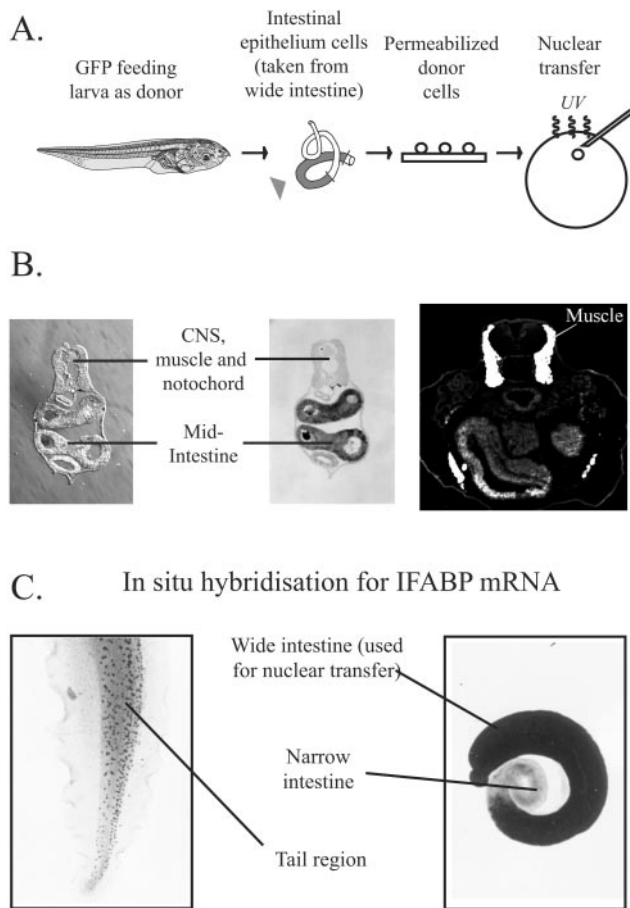 A.
GFP feeding
larva as donor
Intestinal
epithelium cells
(taken from
wide intestine)
Permeabilized
donor
cells
Nuclear
transfer
UV
B.
CNS,
muscle and
notochord
Mid-
Intestine
Muscle
C.
In situ hybridisation for IFABP mRNA
Wide intestine (used
for nuclear transfer)
Narrow
intestine
Tail region